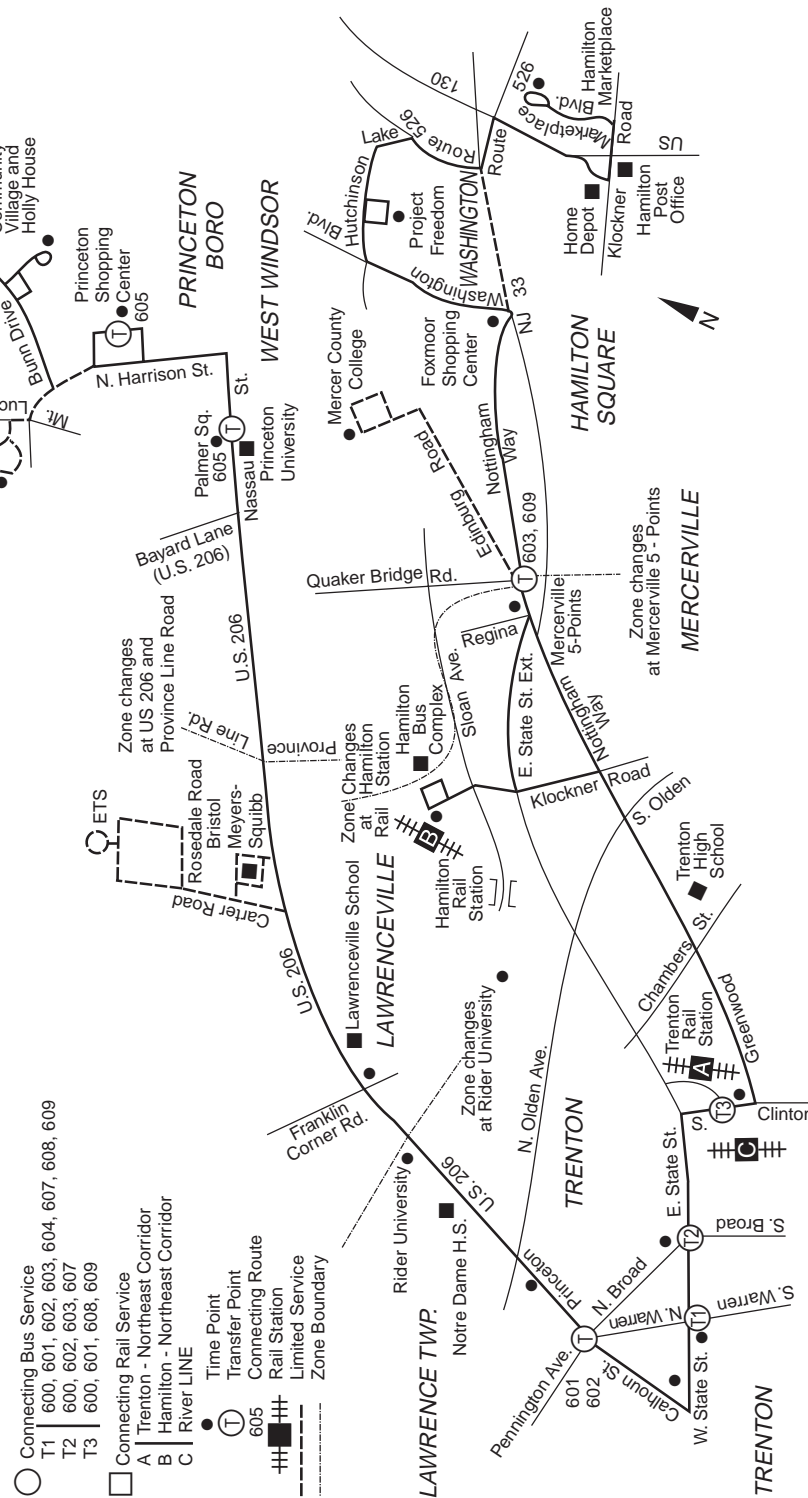 Connecting Bus Service
T1 600, 601, 602, 603, 604, 607, 608, 609
T2 600, 602, 603, 607
T3 600, 601, 608, 609
Connecting Rail Service
A Trenton - Northeast Corridor
B Hamilton - Northeast Corridor
C River LINE
Time Point
T Transfer Point
605 Connecting Route
Rail Station
Limited Service
Zone Boundary
Village and
Holly House
Bunn Drive
Mt.
Princeton
Shopping
Center
T
605
N. Harrison St.
PRINCETON
BORO
WEST WINDSOR
Palmer Sq.
605
T
Nassau
St.
Princeton
University
Bayard Lane
(U.S. 206)
U.S. 206
Zone changes
at US 206 and
Province Line Road
Province
Line Rd.
ETS
Rosedale Road
Bristol
Meyers-
Squibb
Carter Road
U.S. 206
Lawrenceville School
LAWRENCEVILLE
Franklin
Corner Rd.
Zone changes
at Rider University
Rider University
U.S. 206
Notre Dame H.S.
LAWRENCE TWP.
Princeton
Pennington Ave.
601
602
T
Calhoun St.
N. Broad
N. Warren
W. State St.
T1
S. Warren
TRENTON
T2
S. Broad
E. State St.
TRENTON
N. Olden Ave.
S.
T3
Clinton
C
A
Trenton
Rail
Station
Greenwood
Chambers St.
Trenton
High
School
S. Olden
Klockner Road
Nottingham
Way
Hamilton
Rail
Station
B
Zone Changes
at Hamilton
Rail Station
Hamilton
Bus
Complex
Sloan Ave.
E. State St. Ext.
Regina
Mercerville
5-Points
T
603, 609
Quaker Bridge Rd.
Zone changes
at Mercerville 5 - Points
MERCERVILLE
Edinburg
Road
Mercer County
College
Nottingham
Way
HAMILTON
SQUARE
Foxmoor
Shopping
Center
NJ 33
Washington
Blvd.
Hutchinson
Lake
Project
Freedom
Route 526
WASHINGTON
Route
130
526
Marketplace
Blvd.
Hamilton
Marketplace
Home
Depot
Klockner
Road
Hamilton
Post
Office
US
N